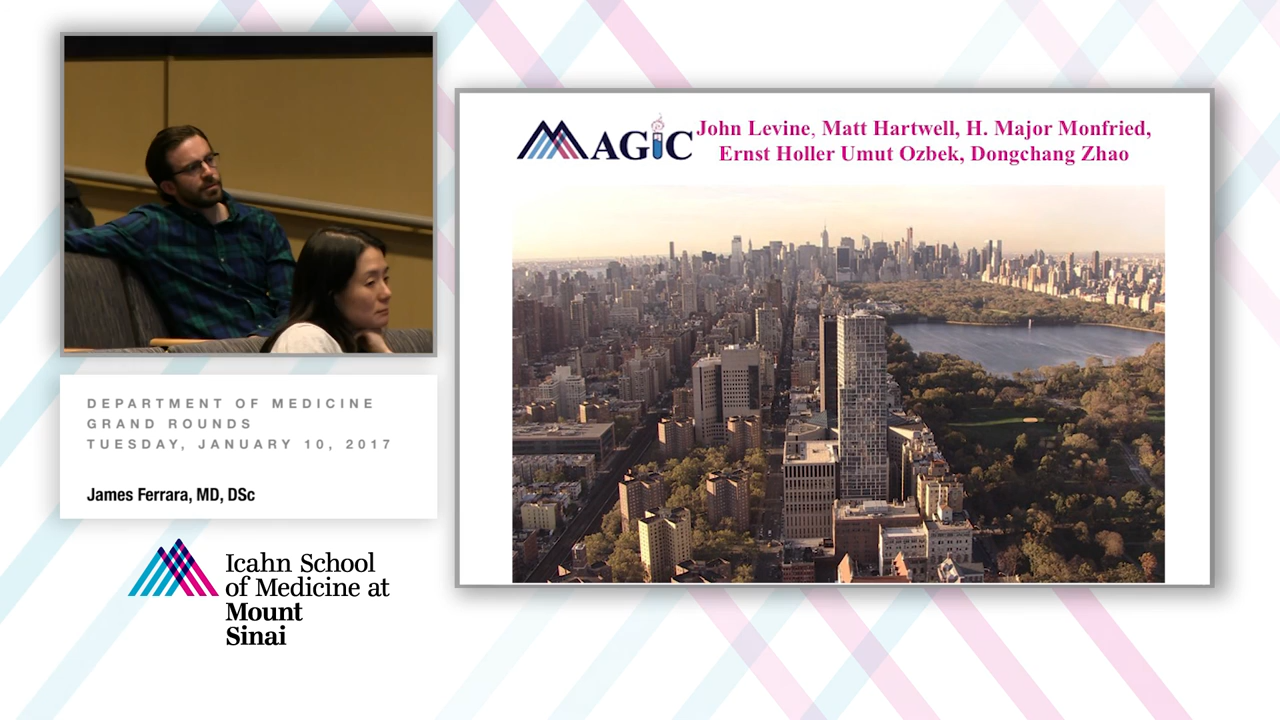 DEPARTMENT OF MEDICINE
GRAND ROUNDS
TUESDAY, JANUARY 10, 2017
James Ferrara, MD, DSc
Icahn School
of Medicine at
Mount
Sinai
MAGIC
John Levine, Matt Hartwell, H. Major Monfried,
Ernst Holler Umut Ozbek, Dongchang Zhao